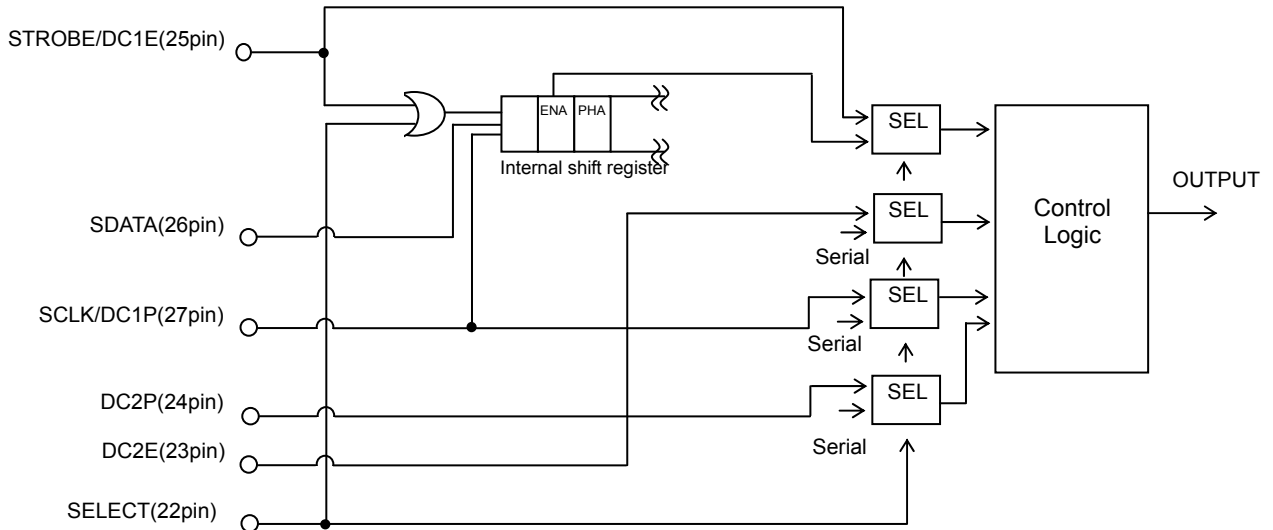 STROBE/DC1E(25pin)
ENA PHA
Internal shift register
SEL
SDATA(26pin)
SEL
Serial
Control
Logic
OUTPUT
SCLK/DC1P(27pin)
SEL
Serial
DC2P(24pin)
SEL
Serial
DC2E(23pin)
SELECT(22pin)